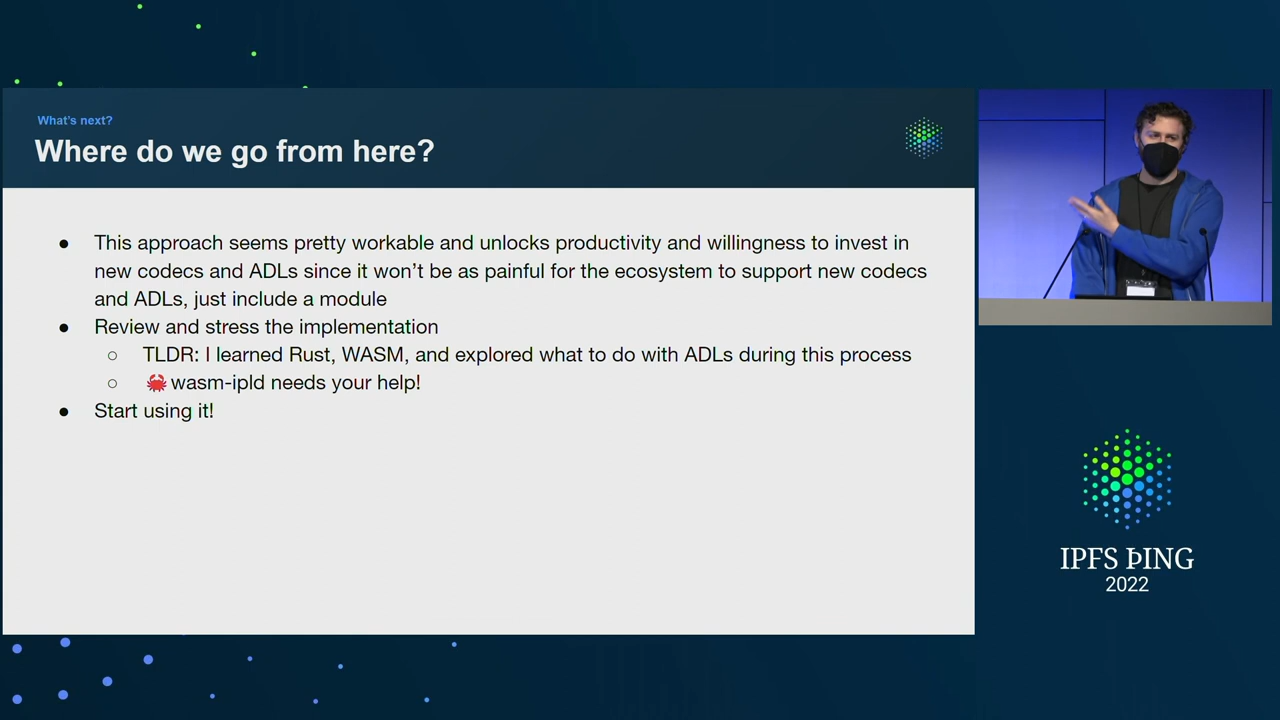 What's next?
Where do we go from here?
● This approach seems pretty workable and unlocks productivity and willingness to invest in
new codecs and ADLs since it won't be as painful for the ecosystem to support new codecs
and ADLs, just include a module
● Review and stress the implementation
○ TLDR: I learned Rust, WASM, and explored what to do with ADLs during this process
○ 🦀 wasm-ipld needs your help!
● Start using it!
IPFS ÞING
2022